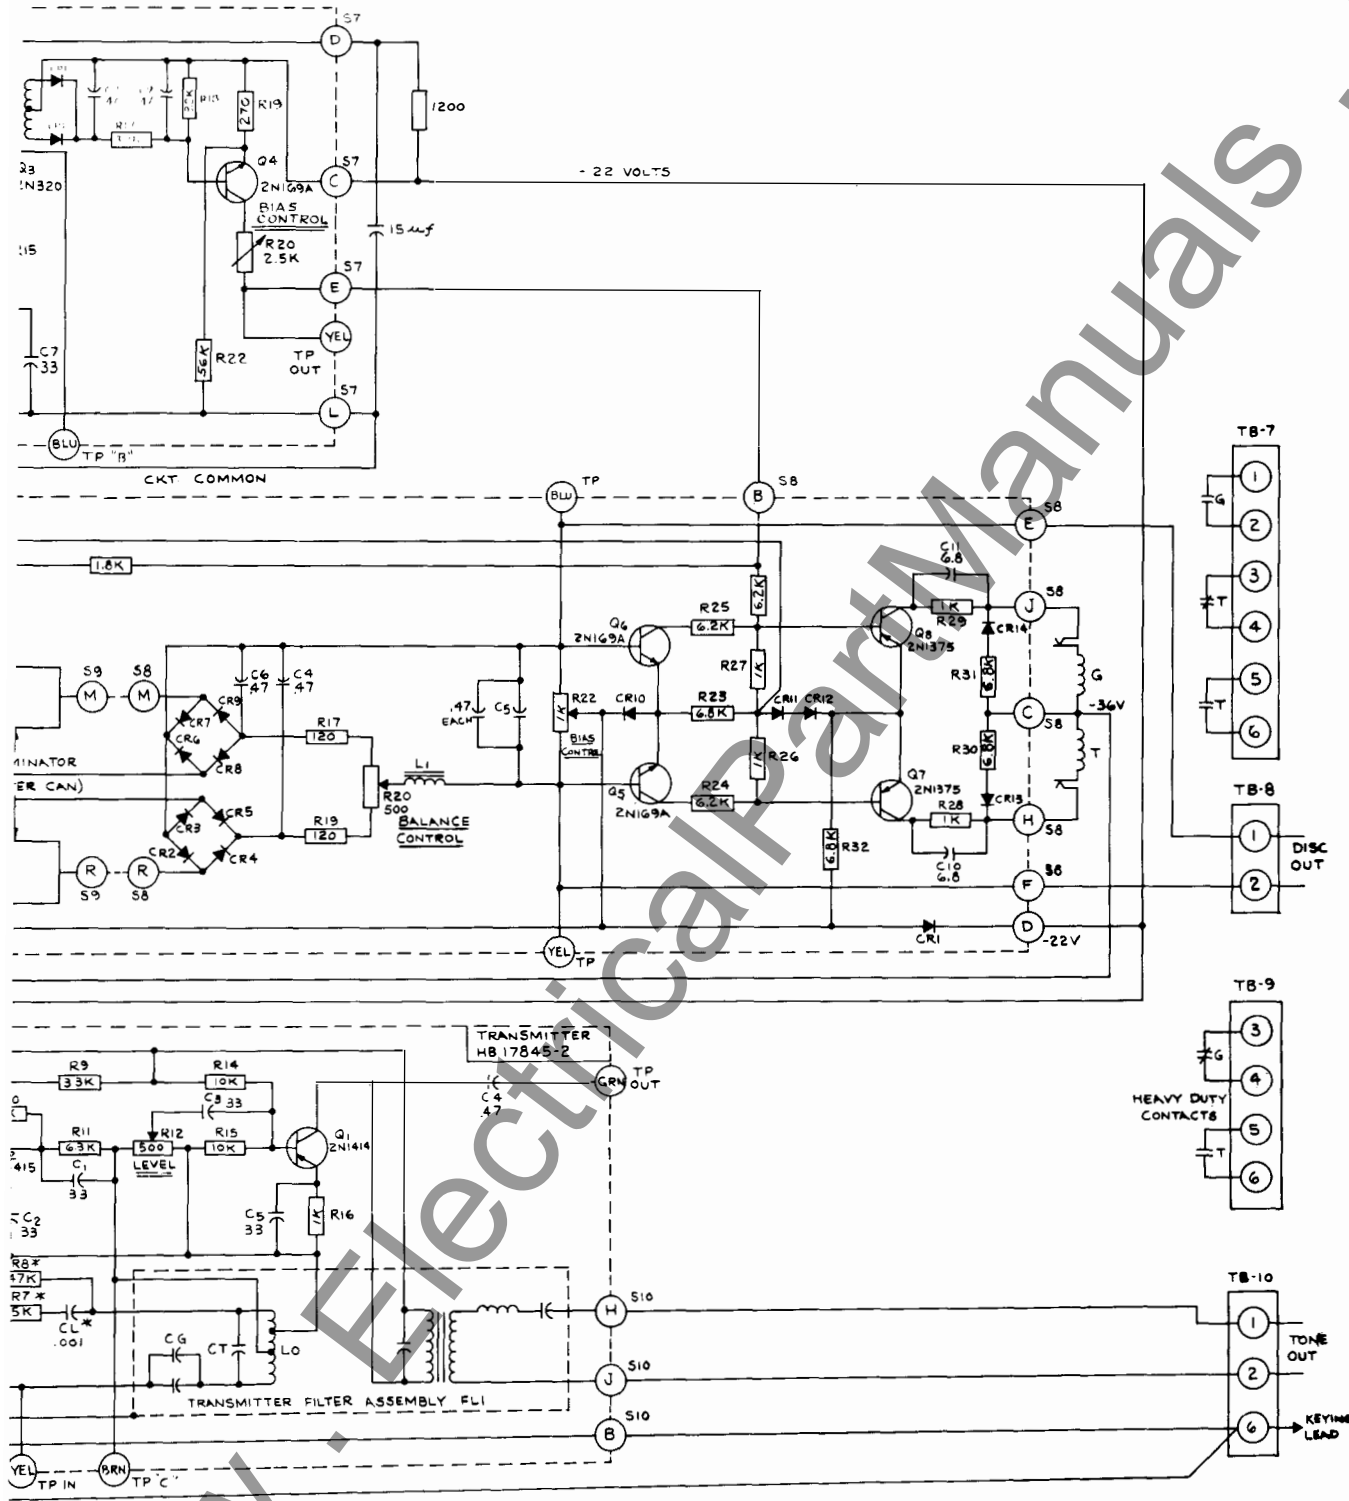 S7
D
R19
270
1200
Q4
2N169A
S7
C
- 22 VOLTS
Q3
2N320
BIAS
CONTROL
R20
2.5K
15 uf
S7
E
YEL
TP
OUT
C7
33
R22
56K
S7
L
BLU
TP "B"
CKT. COMMON
TB-7
1
G
2
3
T
4
5
T
6
BLU
TP
B
S8
E
S8
1.8K
6.2K
C11
6.8
J
S8
R25
6.2K
1K
R29
Q6
2N169A
Q8
2N1375
CR14
R27
1K
R31
6.8K
G
S9
M
S8
M
C6
.47
C4
.47
CR9
CR7
CR6
CR8
R17
120
.47
EACH
C5
R22
1K
CR10
R23
6.8K
CR11
CR12
C
S8
-36V
BIAS
R26
1K
R30
6.8K
T
MINATOR
ER CAN)
L1
R20
500
BALANCE
CONTROL
Q5
2N169A
R24
6.2K
Q7
2N1375
R28
1K
CR13
H
S8
CR5
CR3
CR2
CR4
R19
120
R32
6.8K
C10
6.8
TB-8
1
DISC
OUT
2
R
S9
R
S8
F
CR1
D
-22V
YEL
TP
TRANSMITTER
HB 17845-2
TB-9
3
G
4
HEAVY DUTY
CONTACTS
5
T
6
R9
33K
R14
10K
C3 33
C4
.47
GRN
TP
OUT
R11
63K
R12
500
LEVEL
R15
10K
Q1
2N1414
C1
33
C2
33
C5
33
R16
1K
R8*
47K
R7*
5K
CL*
.001
CG
CT
LO
TRANSMITTER FILTER ASSEMBLY FL1
H
S10
J
S10
B
S10
TB-10
1
TONE
OUT
2
6
KEYING
LEAD
YEL
TP IN
BRN
TP "C"
ElectricalPartManuals